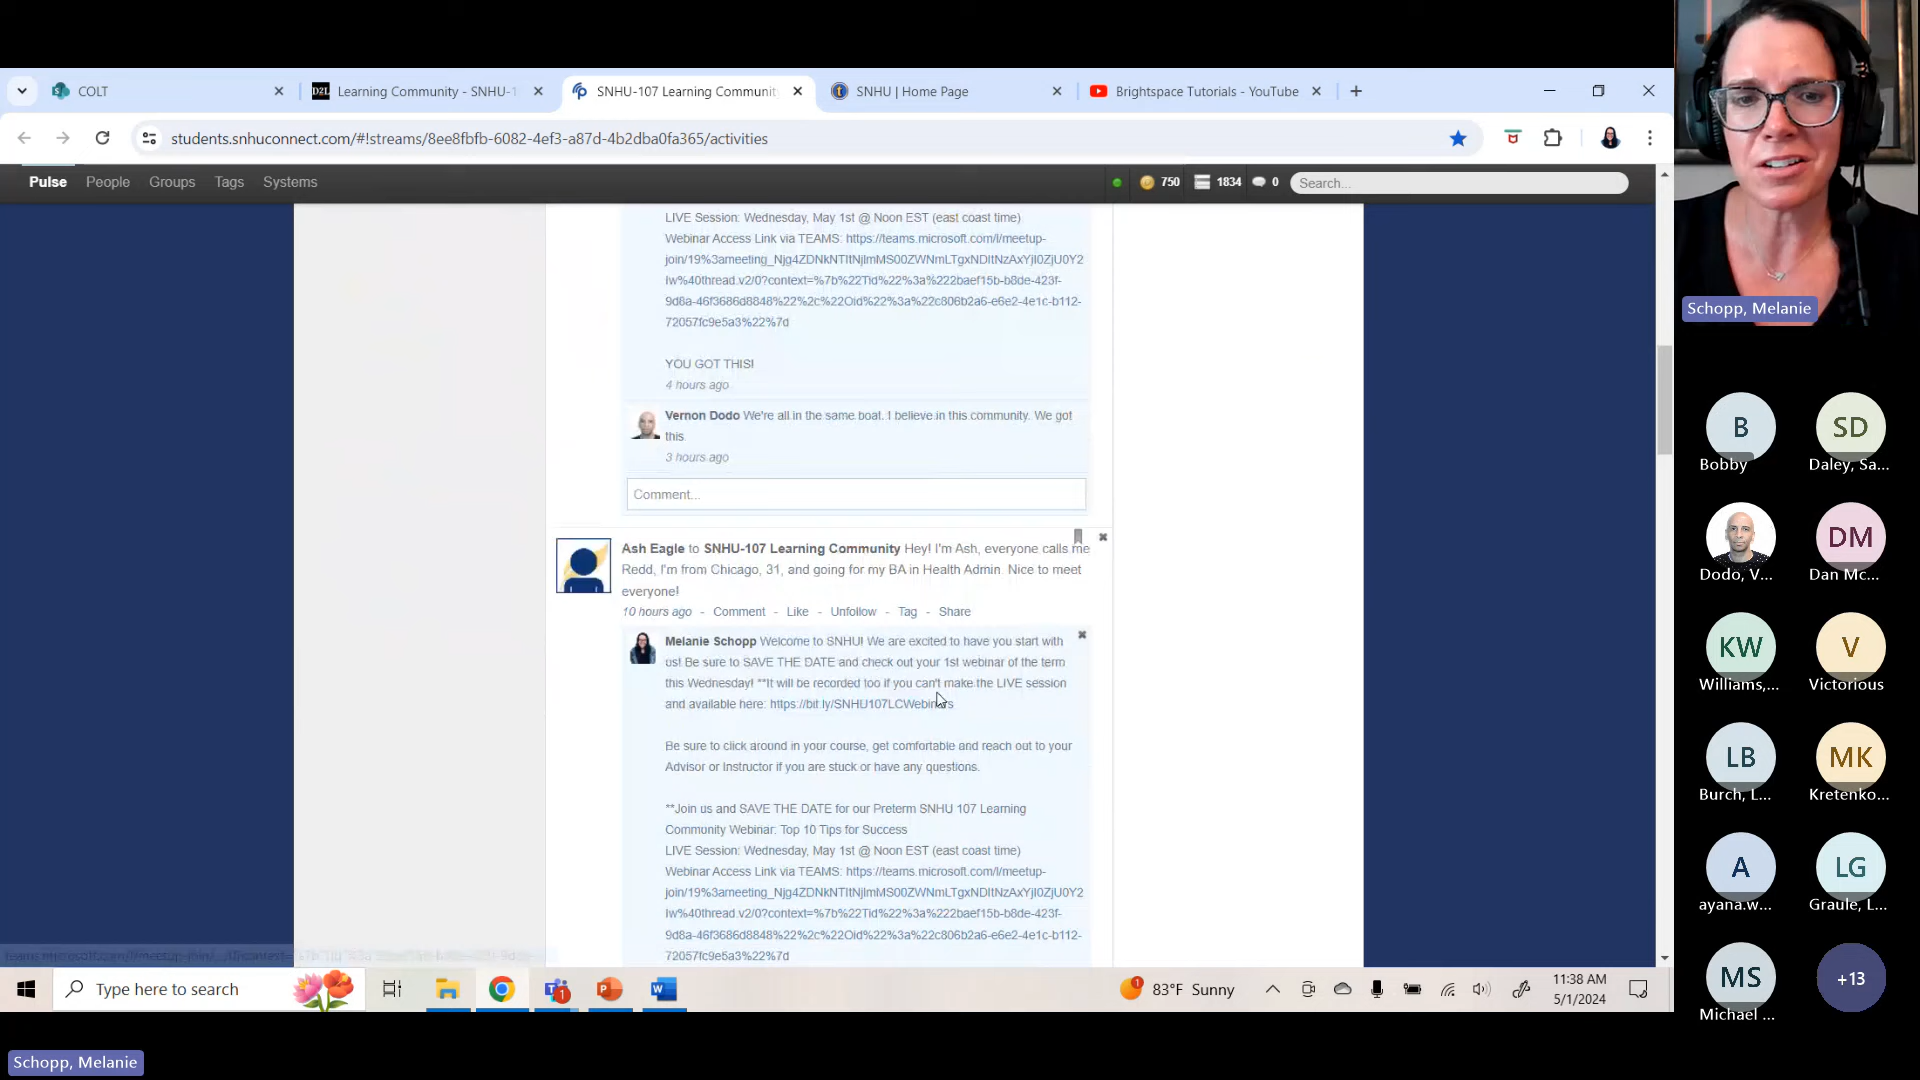 COLT
Learning Community - SNHU-1
SNHU-107 Learning Communit
SNHU | Home Page
Brightspace Tutorials - YouTube
students.snhuconnect.com/#!streams/8ee8fbfb-6082-4ef3-a87d-4b2dba0fa365/activities
Pulse People Groups Tags Systems
750 1834 0 Search...
LIVE Session: Wednesday, May 1st @ Noon EST (east coast time)
Webinar Access Link via TEAMS: https://teams.microsoft.com/l/meetup-
join/19%3ameeting_Njg4ZDNkNTItNjlmMS00ZWNmLTgxNDItNzAxYjI0ZjU0Y2
Iw%40thread.v2/0?context=%7b%22Tid%22%3a%222baef15b-b8de-423f-
9d8a-46f3686d8848%22%2c%22Oid%22%3a%22c806b2a6-e6e2-4e1c-b112-
72057fc9e5a3%22%7d
YOU GOT THIS!
4 hours ago
Vernon Dodo We're all in the same boat. I believe in this community. We got
this.
3 hours ago
Comment...
Ash Eagle to SNHU-107 Learning Community Hey! I'm Ash, everyone calls me
Redd, I'm from Chicago, 31, and going for my BA in Health Admin. Nice to meet
everyone!
10 hours ago - Comment - Like - Unfollow - Tag - Share
Melanie Schopp Welcome to SNHU! We are excited to have you start with
us! Be sure to SAVE THE DATE and check out your 1st webinar of the term
this Wednesday! **It will be recorded too if you can't make the LIVE session
and available here: https://bit.ly/SNHU107LCWebinars
Be sure to click around in your course, get comfortable and reach out to your
Advisor or Instructor if you are stuck or have any questions.
**Join us and SAVE THE DATE for our Preterm SNHU 107 Learning
Community Webinar: Top 10 Tips for Success
LIVE Session: Wednesday, May 1st @ Noon EST (east coast time)
Webinar Access Link via TEAMS: https://teams.microsoft.com/l/meetup-
join/19%3ameeting_Njg4ZDNkNTItNjlmMS00ZWNmLTgxNDItNzAxYjI0ZjU0Y2
Iw%40thread.v2/0?context=%7b%22Tid%22%3a%222baef15b-b8de-423f-
9d8a-46f3686d8848%22%2c%22Oid%22%3a%22c806b2a6-e6e2-4e1c-b112-
72057fc9e5a3%22%7d
Type here to search
83°F Sunny
11:38 AM
5/1/2024
Schopp, Melanie
Schopp, Melanie
B
Bobby
SD
Daley, Sa...
Dodo, V...
DM
Dan Mc...
KW
Williams,...
V
Victorious
LB
Burch, L...
MK
Kretenko...
A
ayana.w...
LG
Graule, L...
MS
Michael ...
+13